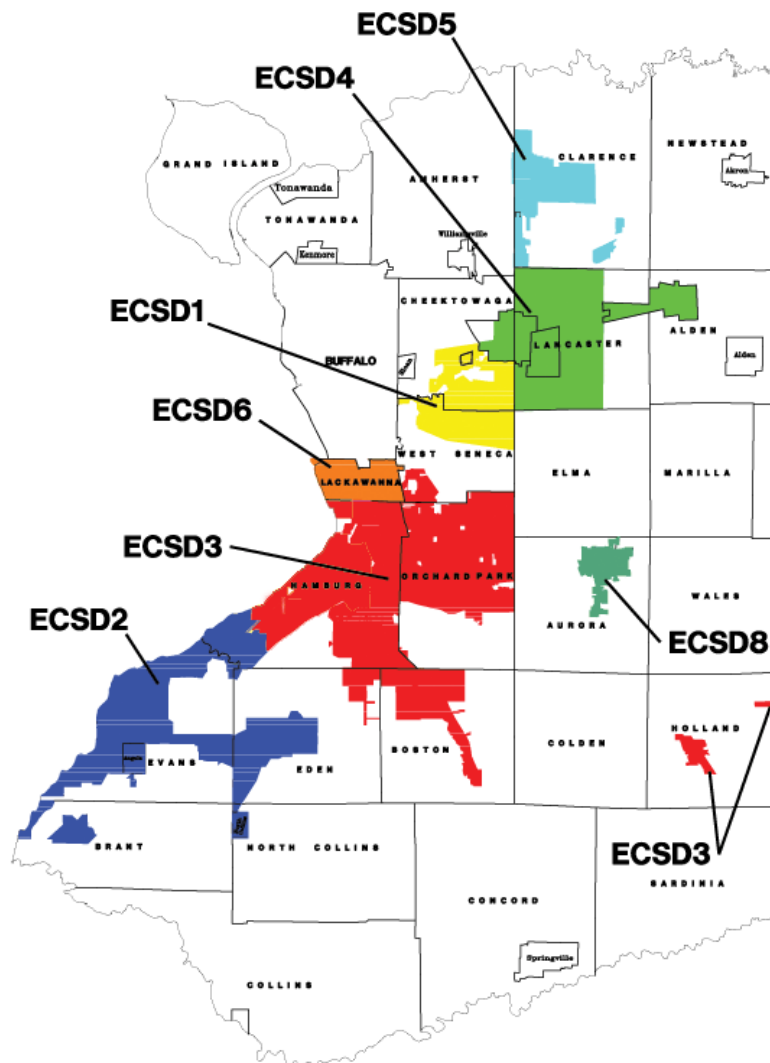 ECSD5
ECSD4
NEWSTEAD
CLARENCE
GRAND ISLAND
Akron
AMHERST
Tonawanda
TONAWANDA
Williamsville
Kenmore
CHEEKTOWAGA
ECSD1
ALDEN
LANCASTER
BUFFALO
Sloan
Alden
ECSD6
WEST SENECA
ELMA
MARILLA
LACKAWANNA
ECSD3
ORCHARD PARK
HAMBURG
WALES
ECSD2
AURORA
ECSD8
HOLLAND
COLDEN
BOSTON
Angola
EVANS
EDEN
BRANT
NORTH COLLINS
ECSD3
SARDINIA
CONCORD
Springville
COLLINS